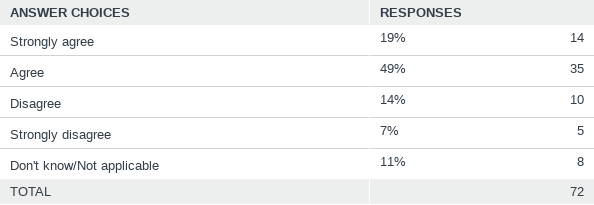 ANSWER CHOICES RESPONSES
Strongly agree 19% 14
Agree 49% 35
Disagree 14% 10
Strongly disagree 7% 5
Don't know/Not applicable 11% 8
TOTAL 72